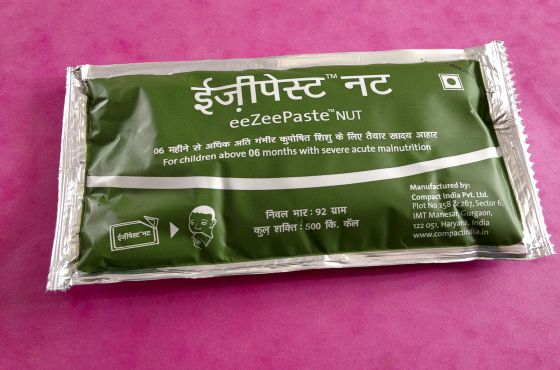 ईज़ीपेस्ट™ नट
eeZeePaste™ NUT
06 महीने से अधिक अति गंभीर कुपोषित शिशु के लिए तैयार खादय आहार
For children above 06 months with severe acute malnutrition
ईज़ीपेस्ट™ नट
निवल भार : 92 ग्राम
कुल शक्ति : 500 कि. कॅल
Manufactured by:
Compact India Pvt. Ltd.
Plot No 258 & 267, Sector 6,
IMT Manesar, Gurgaon,
122 051, Haryana, India
www.compactindia.in